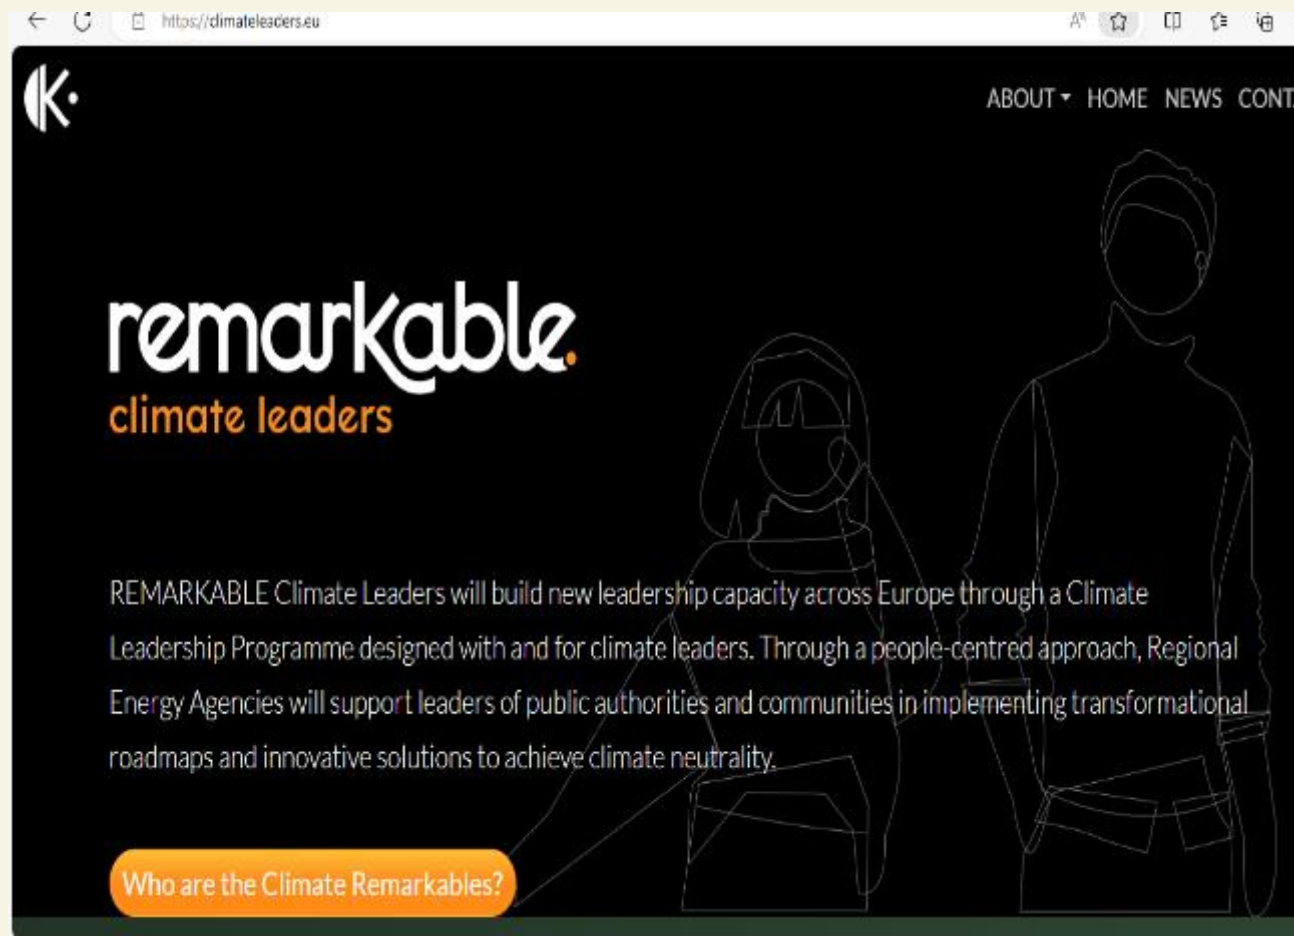 https://climateleaders.eu
ABOUT HOME NEWS CONT
remarkable.
climate leaders
REMARKABLE Climate Leaders will build new leadership capacity across Europe through a Climate
Leadership Programme designed with and for climate leaders. Through a people-centred approach, Regional
Energy Agencies will support leaders of public authorities and communities in implementing transformational
roadmaps and innovative solutions to achieve climate neutrality.
Who are the Climate Remarkables?